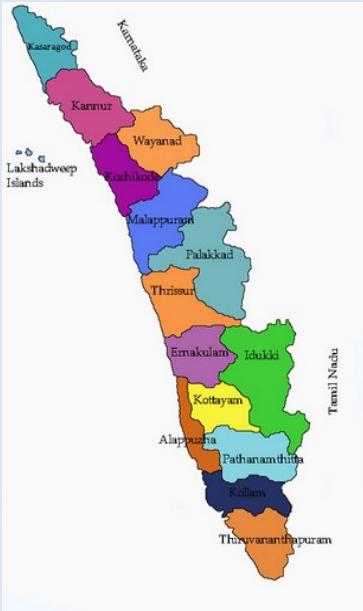 Kasaragod
Karnataka
Kannur
Wayanad
Lakshadweep
Islands
Kozhikode
Malappuram
Palakkad
Thrissur
Ernakulam
Idukki
Tamil Nadu
Kottayam
Alappuzha
Pathanamthitta
Kollam
Thiruvananthapuram